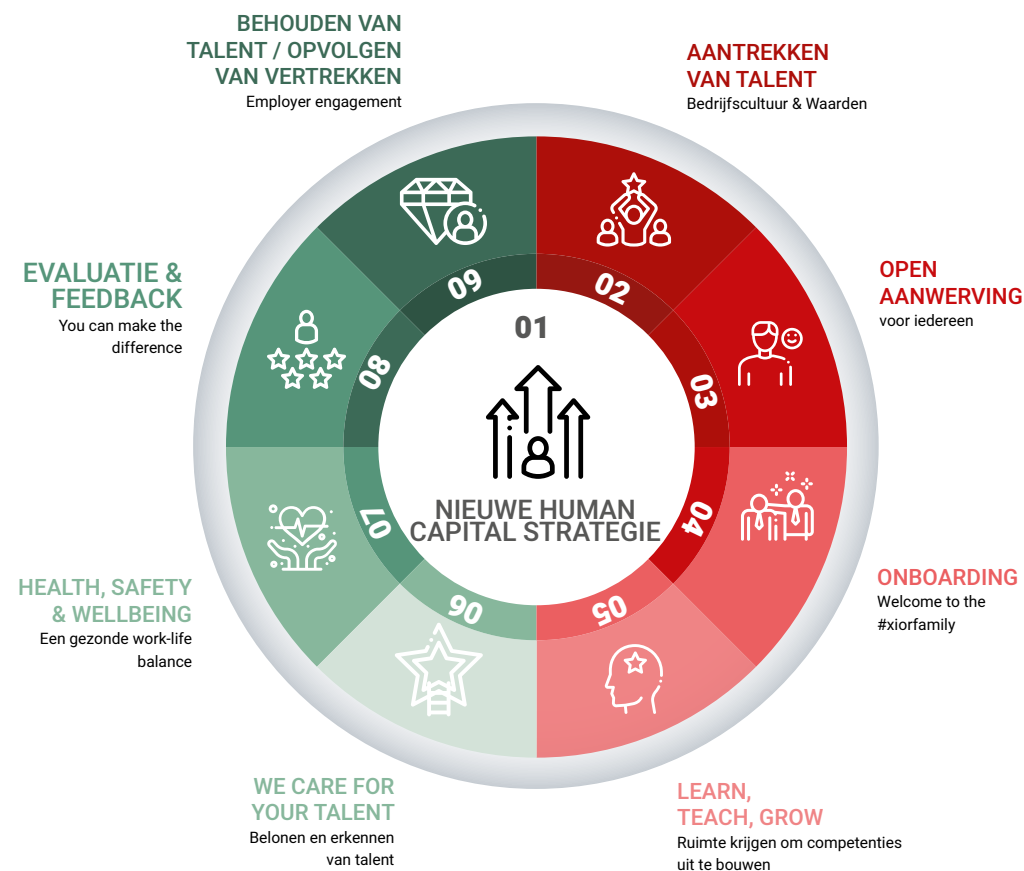 01
NIEUWE HUMAN
CAPITAL STRATEGIE
02
AANTREKKEN
VAN TALENT
Bedrijfscultuur & Waarden
03
OPEN
AANWERVING
voor iedereen
04
ONBOARDING
Welcome to the
#xiorfamily
05
LEARN,
TEACH, GROW
Ruimte krijgen om competenties
uit te bouwen
06
WE CARE FOR
YOUR TALENT
Belonen en erkennen
van talent
07
HEALTH, SAFETY
& WELLBEING
Een gezonde work-life
balance
08
EVALUATIE &
FEEDBACK
You can make the
difference
09
BEHOUDEN VAN
TALENT / OPVOLGEN
VAN VERTREKKEN
Employer engagement